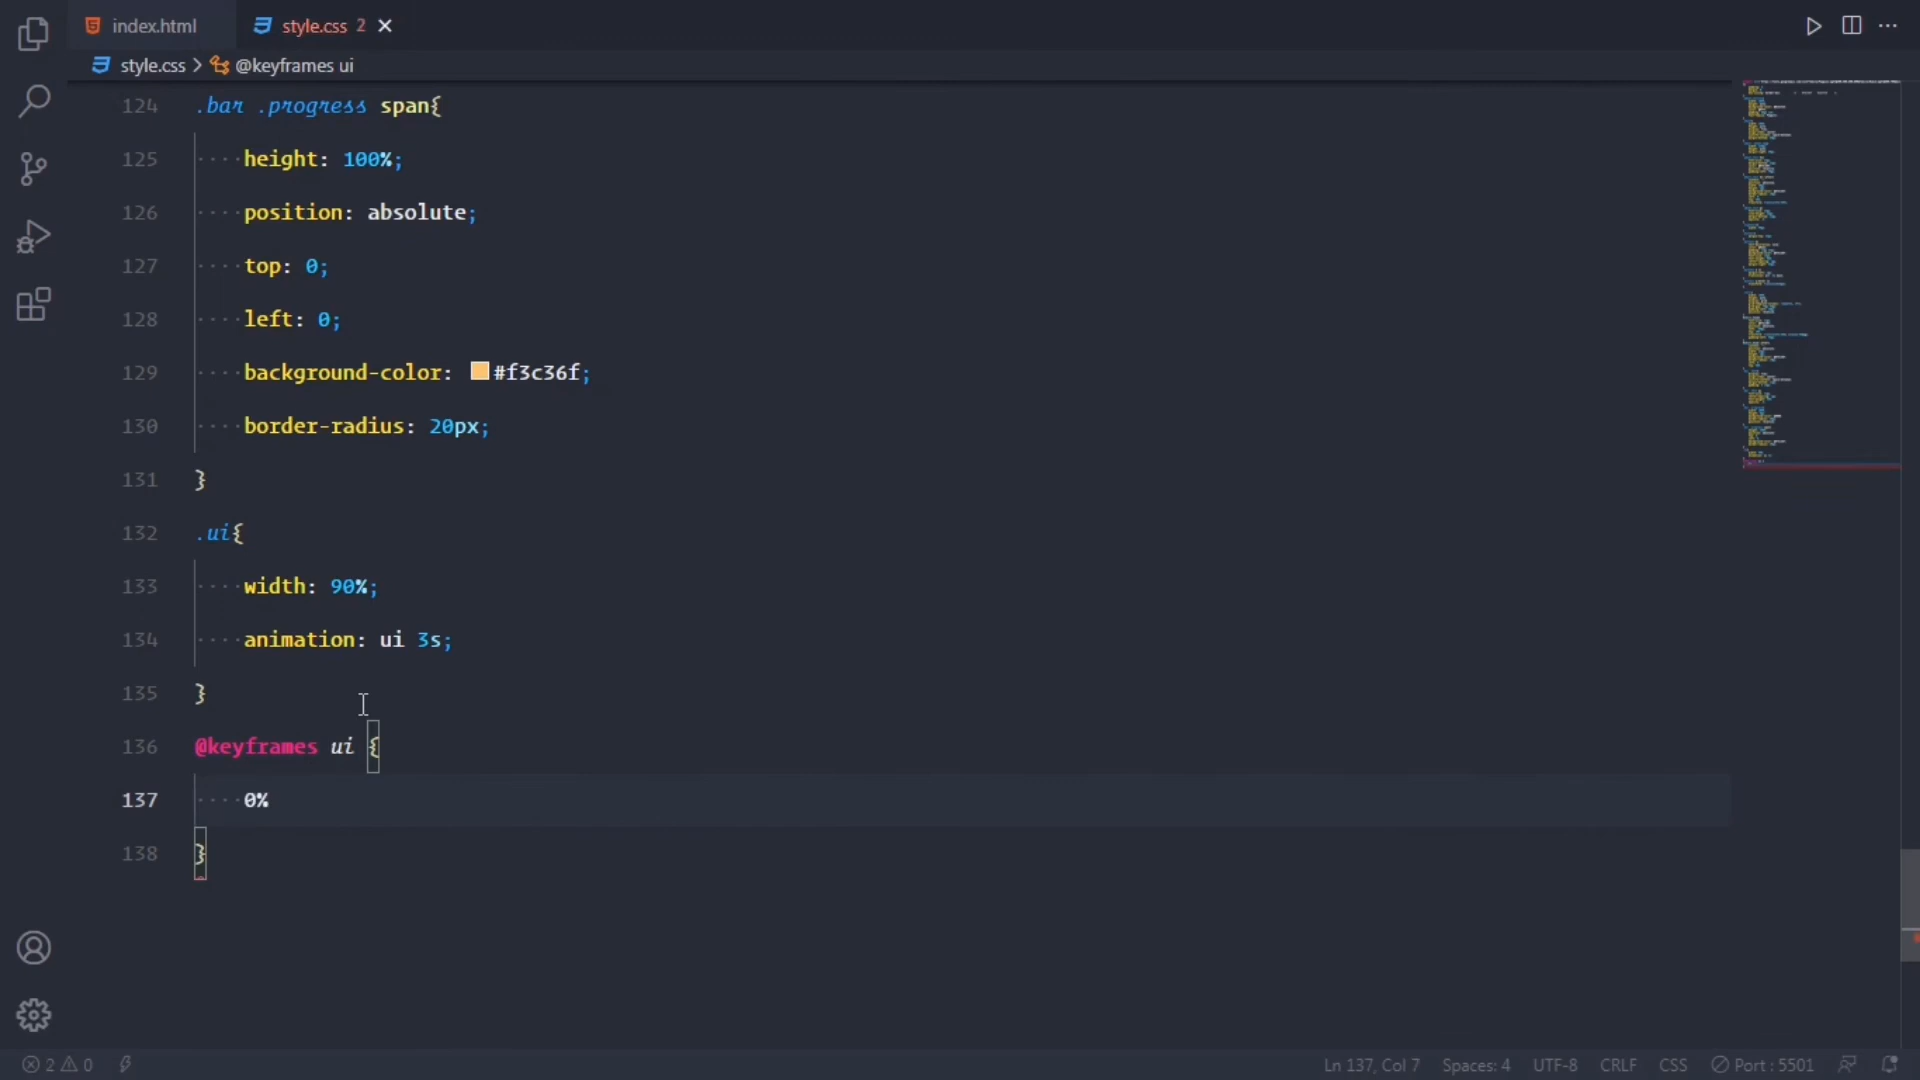 index.html style.css 2
style.css > @keyframes ui
124 .bar .progress span{
125 height: 100%;
126 position: absolute;
127 top: 0;
128 left: 0;
129 background-color: #f3c36f;
130 border-radius: 20px;
131 }
132 .ui{
133 width: 90%;
134 animation: ui 3s;
135 }
136 @keyframes ui {
137 0%
138 }
2 0 Ln 137, Col 7 Spaces: 4 UTF-8 CRLF CSS Port : 5501